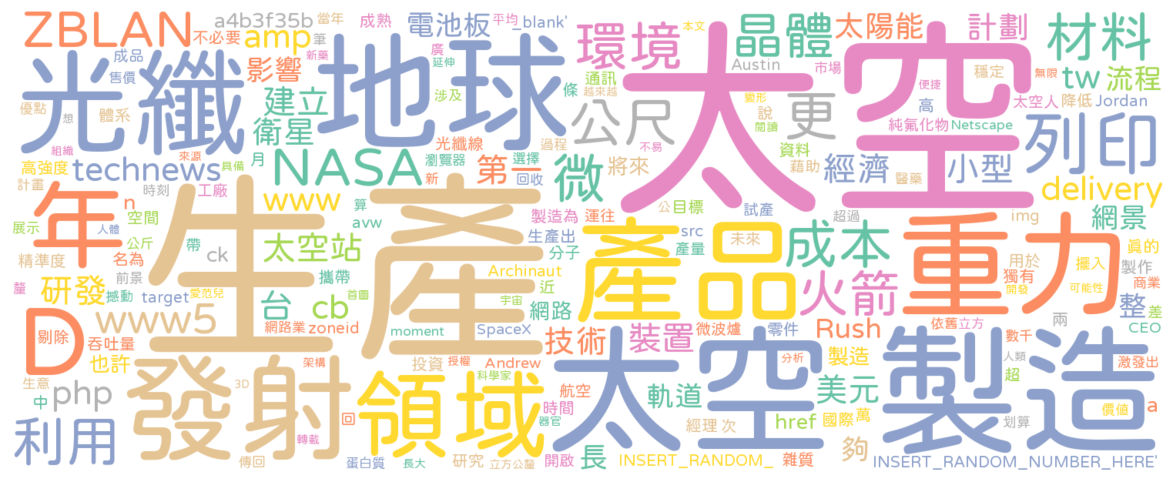 ZBLAN
不必要
a4b3f35b
當年
成熟
電池板
平均
_blank'
本文
amp
筆
新藥
廣
延伸
環境
晶體
太陽能
計劃
材料
成品
售價
影響
通訊
越來越
Austin
市場
穩定
tw
流程
光纖
地球
太空
優點
想
體系
建立
涉及
條
公尺
變形
說
更
便捷
高
無限
太空人
降低
Jordan
衛星
光纖線
過程
閱讀
純氟化物
Netscape
列印
組織
來源
具備
高強度
technews
月
NASA
瀏覽器
新
選擇
回收
第一
微
不易
資料
將來
藉助
經濟
醫藥
小型
計畫
時刻
工廠
www
算
製造為
運往
公
目標
試產
超過
img
delivery
網景
年
n
空間
avw
生產出
src
產量
未來
成本
重力
用於
擺入
真的
展示
人體
公斤
帶
太空站
分子
產品
獨有
製作
精準度
名為
生產
ck
攜帶
Archinaut
近
火箭
開發
可能性
商業
釐
前景
撼動
target
愛范兒
台
cb
首圖
宇宙
網路
整
差
研發
www5
網路業
zoneid
moment
SpaceX
技術
裝置
微波爐
零件
Rush
依舊
立方
數千
兩
CEO
D
剔除
吞吐量
也許
架構
投資
授權
Andrew
製造
分析
人類
超
激發出
生意
中
php
發射
3D
回
領域
科學家
器官
航空
時間
太空
軌道
美元
href
國際
萬
製造
划算
價值
a
利用
轉載
傳回
蛋白質
長大
研究
立方公釐
開啟
長
經理
次
INSERT_RANDOM_
雜質
夠
INSERT_RANDOM_NUMBER_HERE'